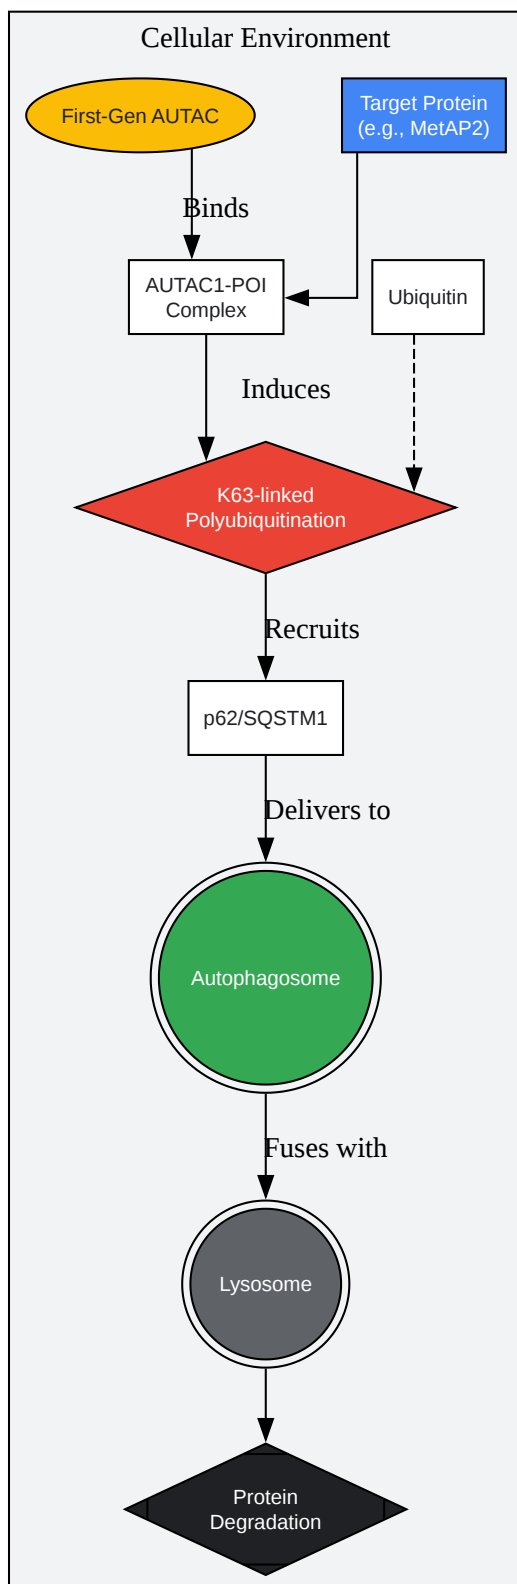 Cellular Environment
First-Gen AUTAC
Target Protein
(e.g., MetAP2)
Binds
AUTAC1-POI
Complex
Ubiquitin
Induces
K63-linked
Polyubiquitination
Recruits
p62/SQSTM1
Delivers to
Autophagosome
Fuses with
Lysosome
Protein
Degradation